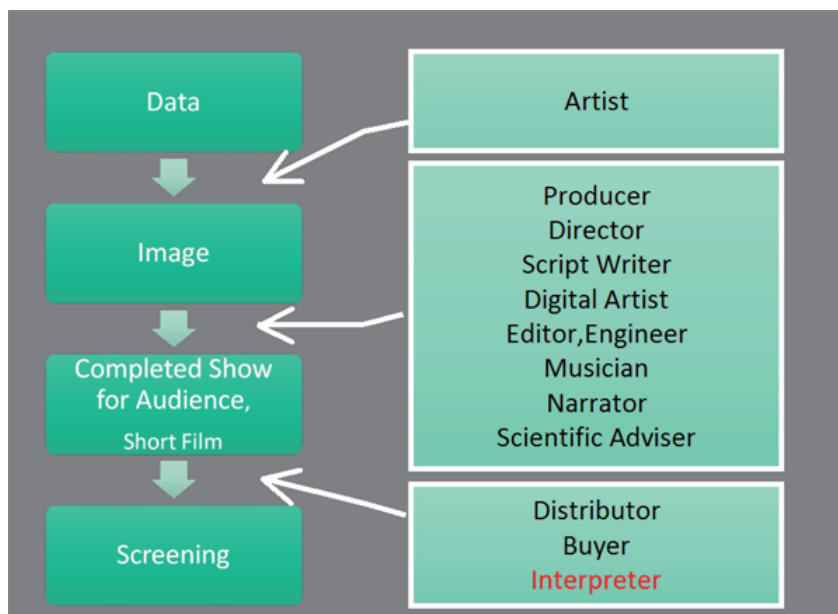 Data
Image
Completed Show
for Audience,
Short Film
Screening
Artist
Producer
Director
Script Writer
Digital Artist
Editor,Engineer
Musician
Narrator
Scientific Adviser
Distributor
Buyer
Interpreter